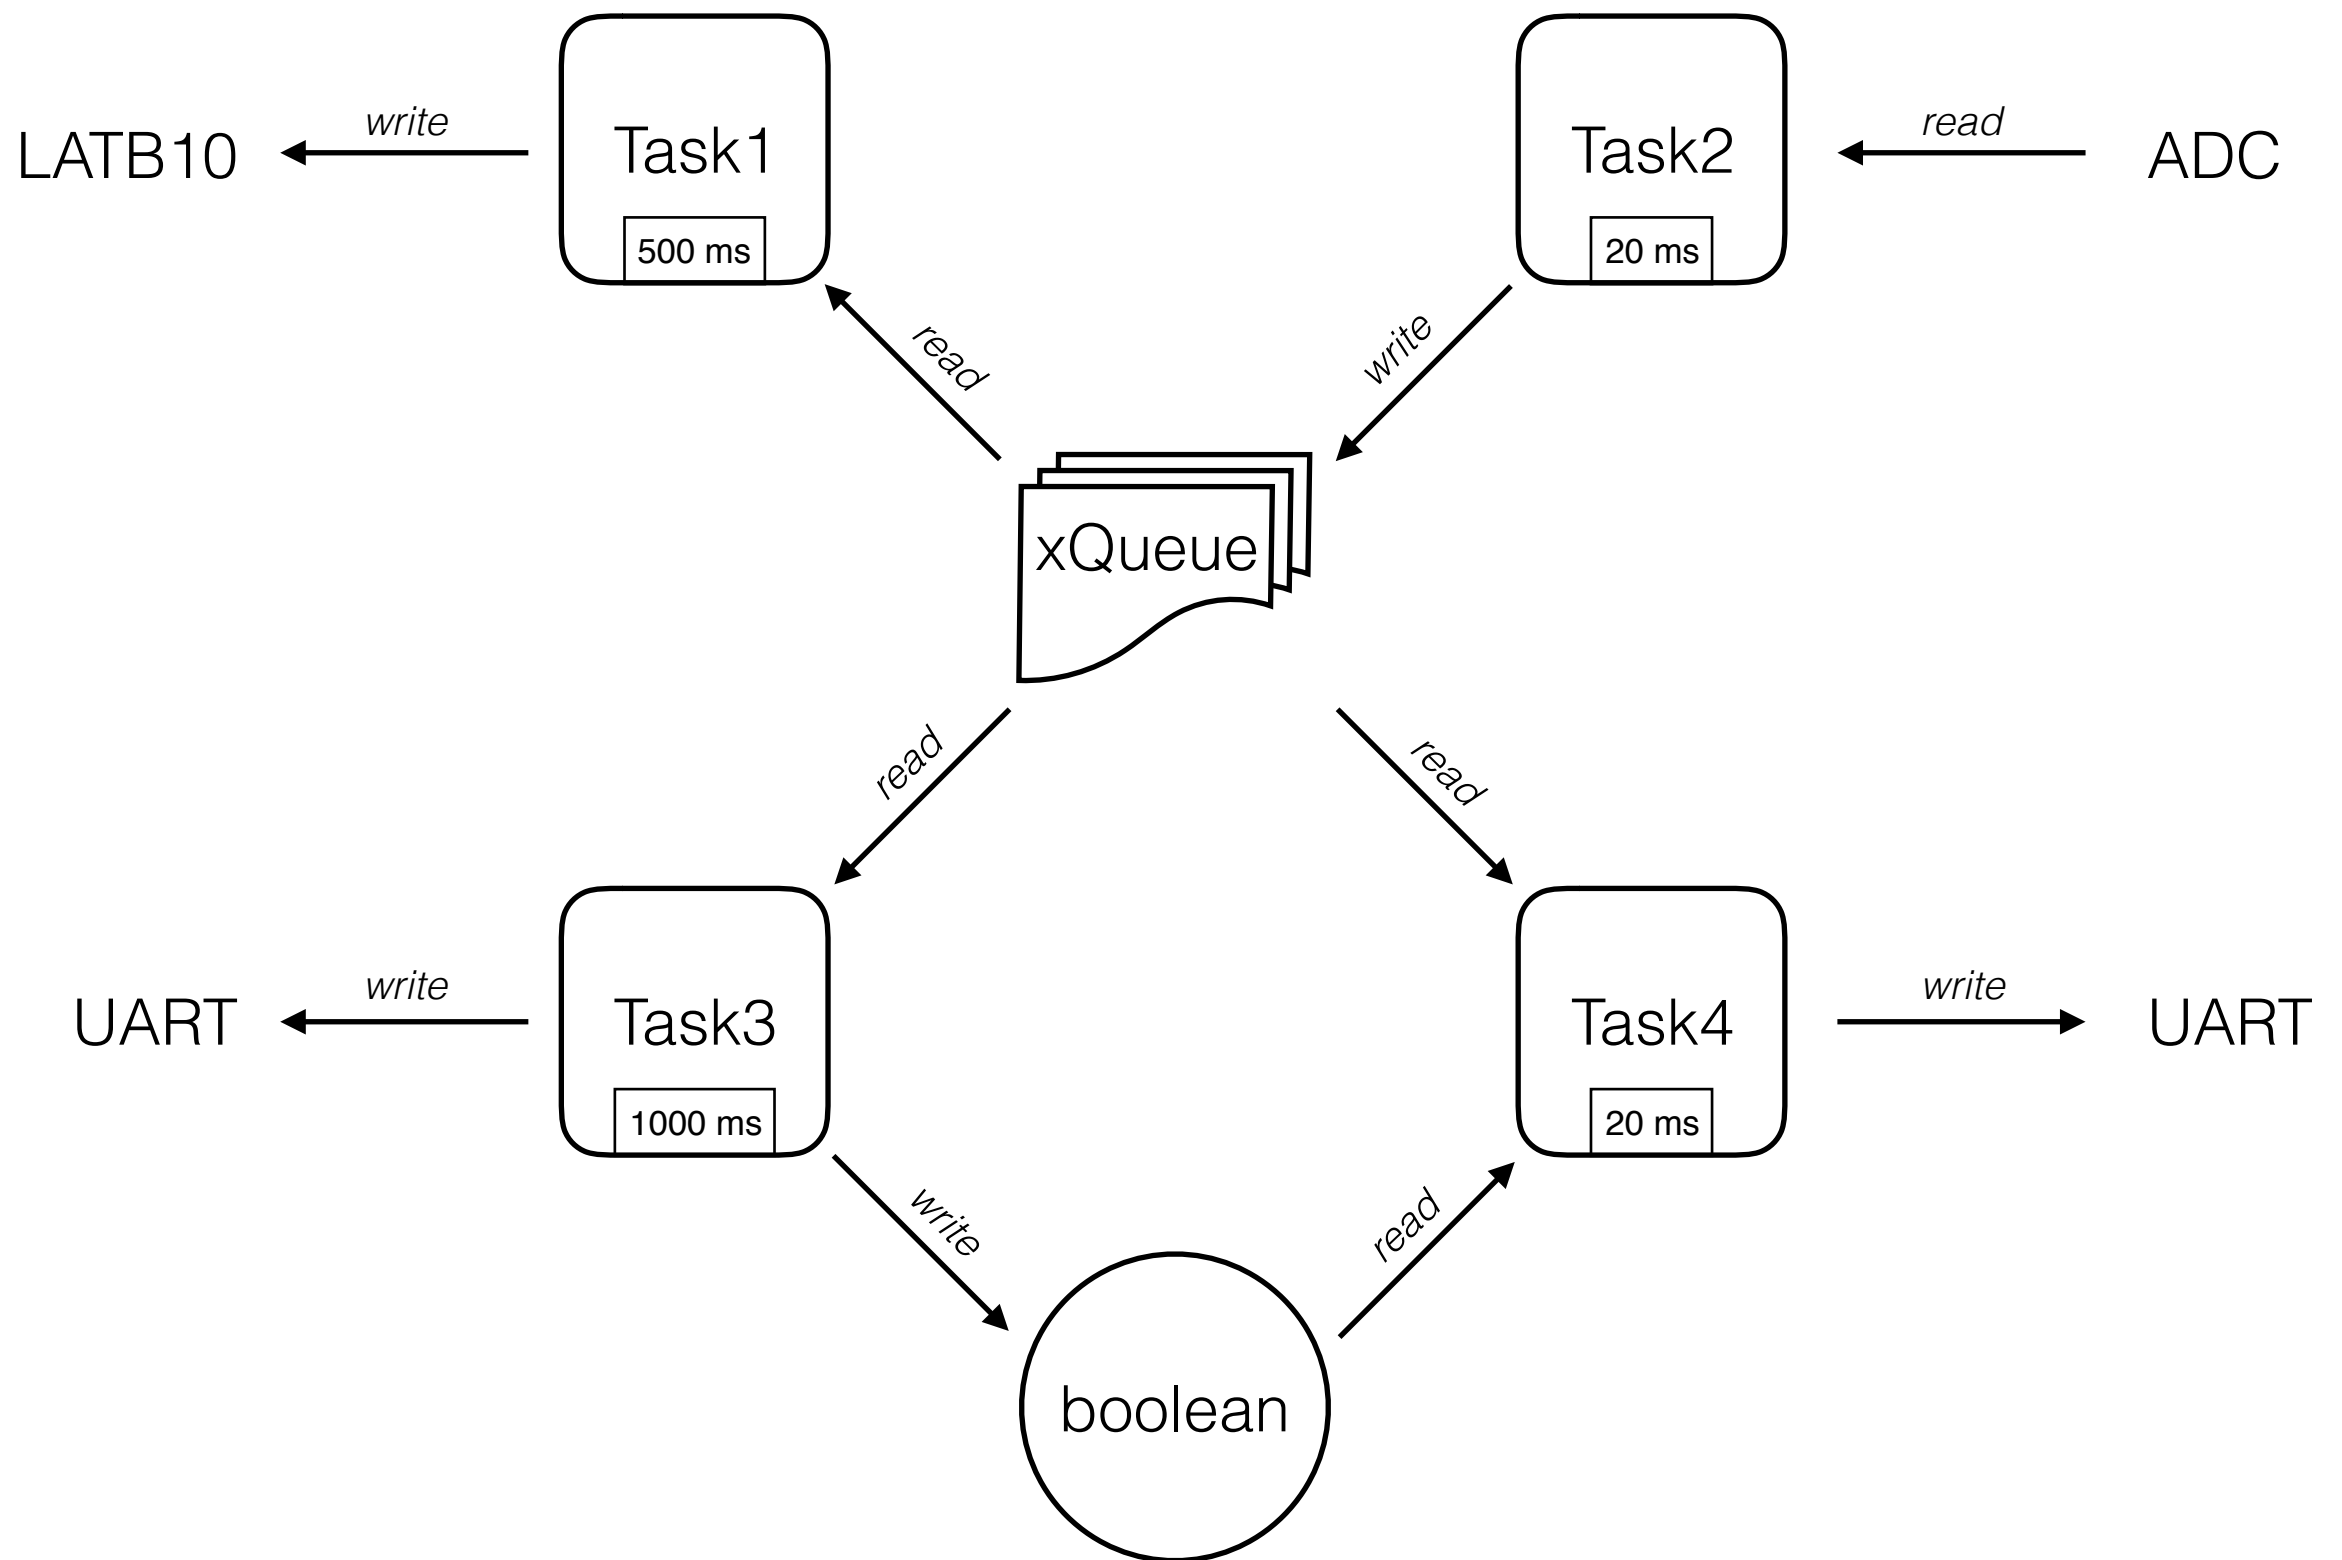 Task1
Task2
LATB10
write
read
ADC
500 ms
20 ms
read
write
xQueue
read
read
Task3
Task4
UART
write
write
UART
1000 ms
20 ms
write
read
boolean